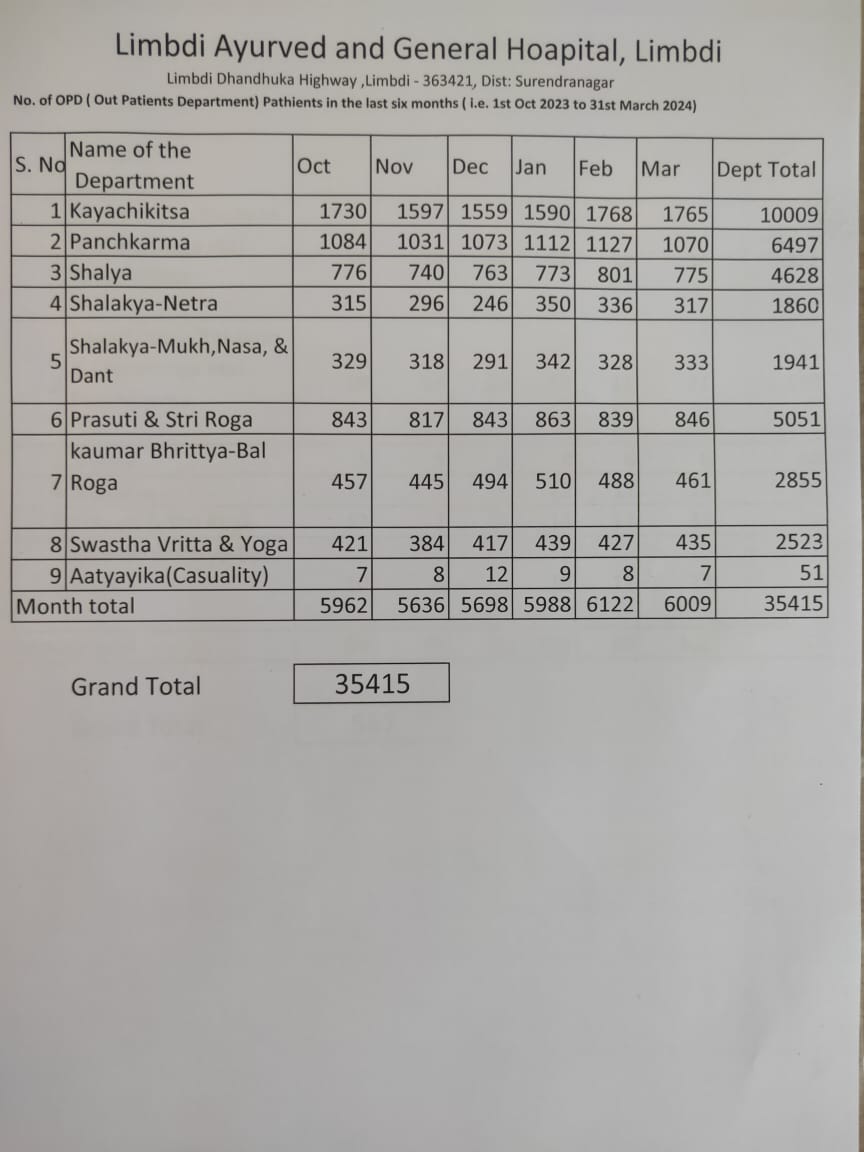 Limbdi Ayurved and General Hoapital, Limbdi
Limbdi Dhandhuka Highway ,Limbdi - 363421, Dist: Surendranagar
No. of OPD ( Out Patients Department) Pathients in the last six months ( i.e. 1st Oct 2023 to 31st March 2024)
S. No Name of the Department Oct Nov Dec Jan Feb Mar Dept Total
1 Kayachikitsa 1730 1597 1559 1590 1768 1765 10009
2 Panchkarma 1084 1031 1073 1112 1127 1070 6497
3 Shalya 776 740 763 773 801 775 4628
4 Shalakya-Netra 315 296 246 350 336 317 1860
5 Shalakya-Mukh,Nasa, & Dant 329 318 291 342 328 333 1941
6 Prasuti & Stri Roga 843 817 843 863 839 846 5051
7 kaumar Bhrittya-Bal Roga 457 445 494 510 488 461 2855
8 Swastha Vritta & Yoga 421 384 417 439 427 435 2523
9 Aatyayika(Casuality) 7 8 12 9 8 7 51
Month total 5962 5636 5698 5988 6122 6009 35415
Grand Total 35415